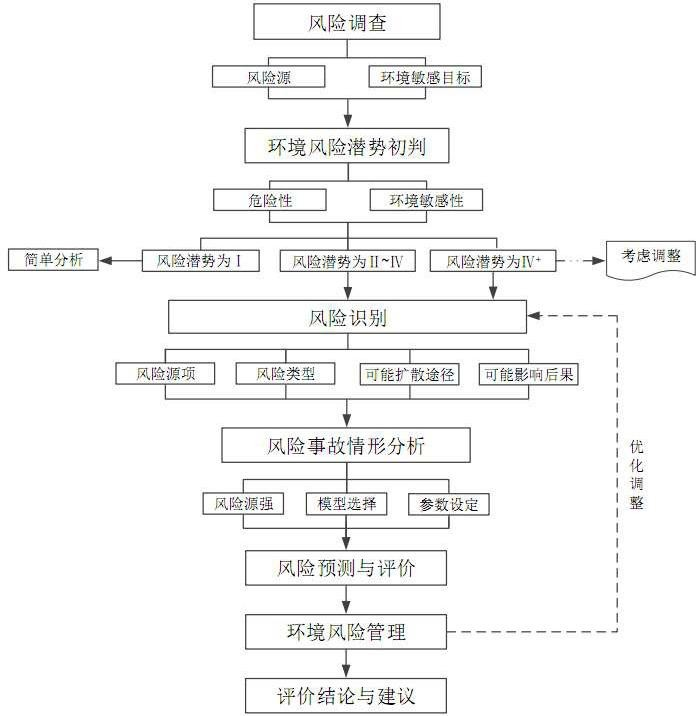 风险调查
风险源
环境敏感目标
环境风险潜势初判
危险性
环境敏感性
简单分析
风险潜势为Ⅰ
风险潜势为Ⅱ~Ⅳ
风险潜势为Ⅳ⁺
考虑调整
风险识别
风险源项
风险类型
可能扩散途径
可能影响后果
风险事故情形分析
优化调整
风险源强
模型选择
参数设定
风险预测与评价
环境风险管理
评价结论与建议